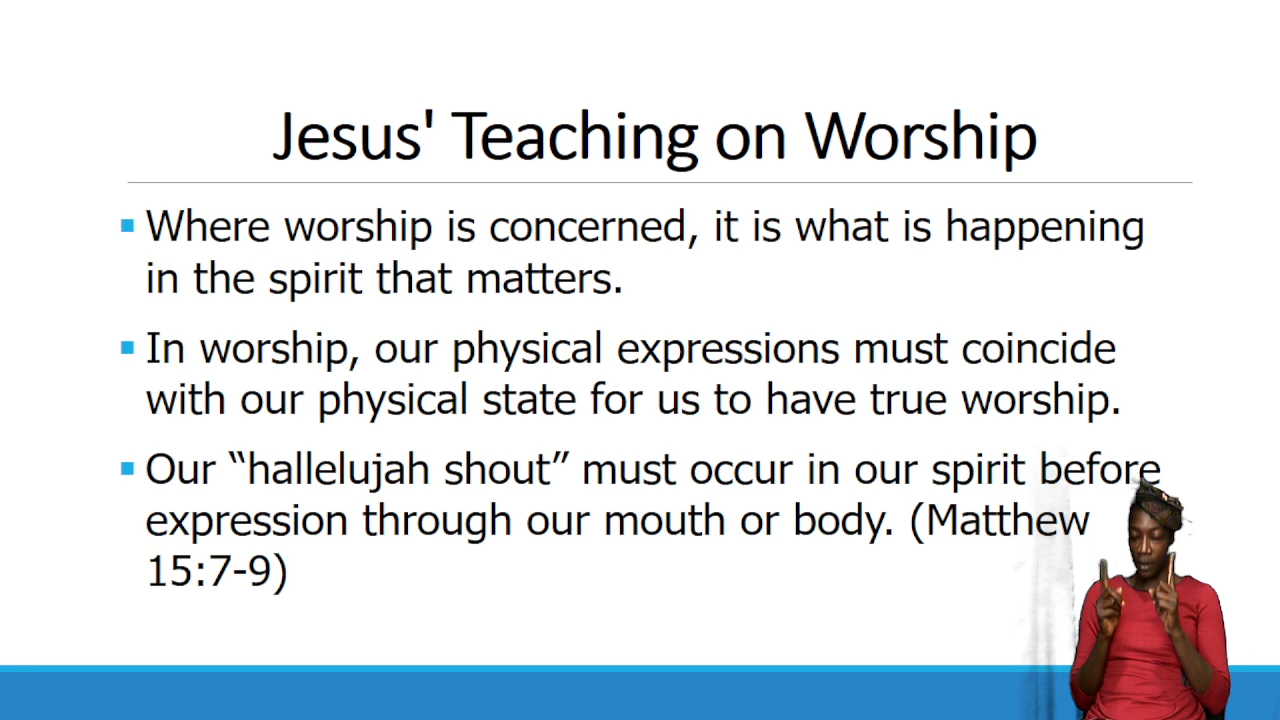 Jesus' Teaching on Worship
Where worship is concerned, it is what is happening
in the spirit that matters.
In worship, our physical expressions must coincide
with our physical state for us to have true worship.
Our “hallelujah shout” must occur in our spirit before
expression through our mouth or body. (Matthew
15:7-9)